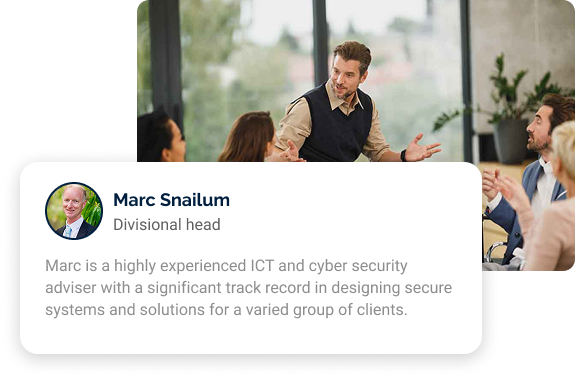 Marc Snailum
Divisional head
Marc is a highly experienced ICT and cyber security
adviser with a significant track record in designing secure
systems and solutions for a varied group of clients.